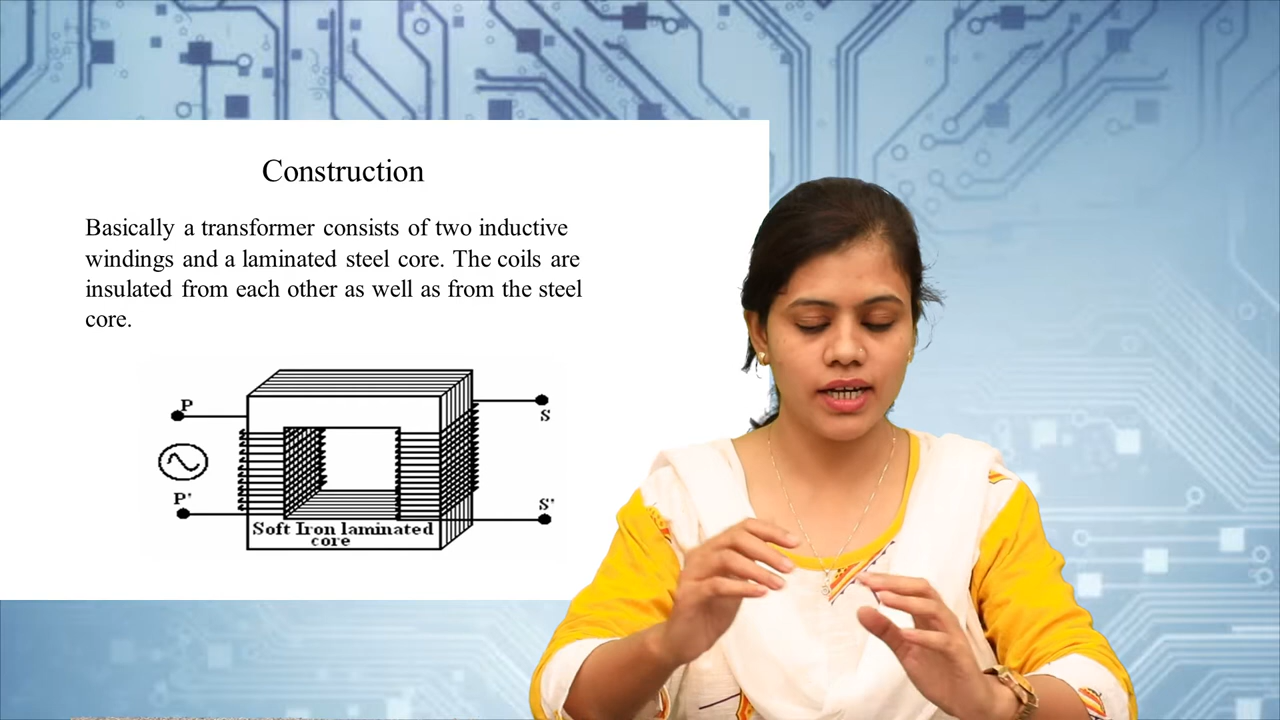 Construction
Basically a transformer consists of two inductive
windings and a laminated steel core. The coils are
insulated from each other as well as from the steel
core.
P
S
P'
S'
Soft Iron laminated
core